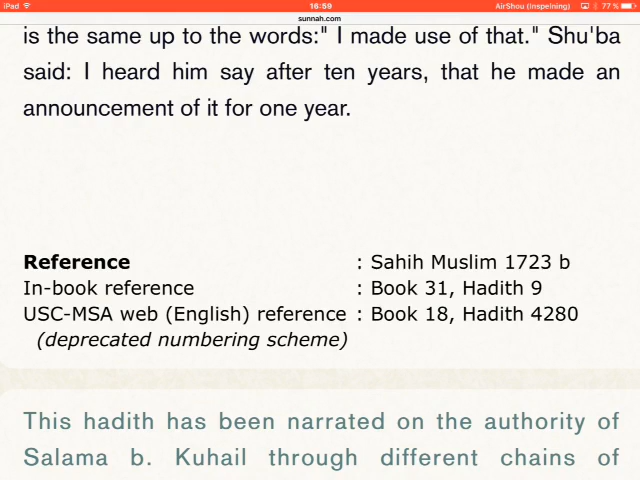 iPad 16:59 AirShou (Inspelning) 77 %
sunnah.com
is the same up to the words:" I made use of that." Shu'ba
said: I heard him say after ten years, that he made an
announcement of it for one year.
Reference : Sahih Muslim 1723 b
In-book reference : Book 31, Hadith 9
USC-MSA web (English) reference : Book 18, Hadith 4280
(deprecated numbering scheme)
This hadith has been narrated on the authority of
Salama b. Kuhail through different chains of